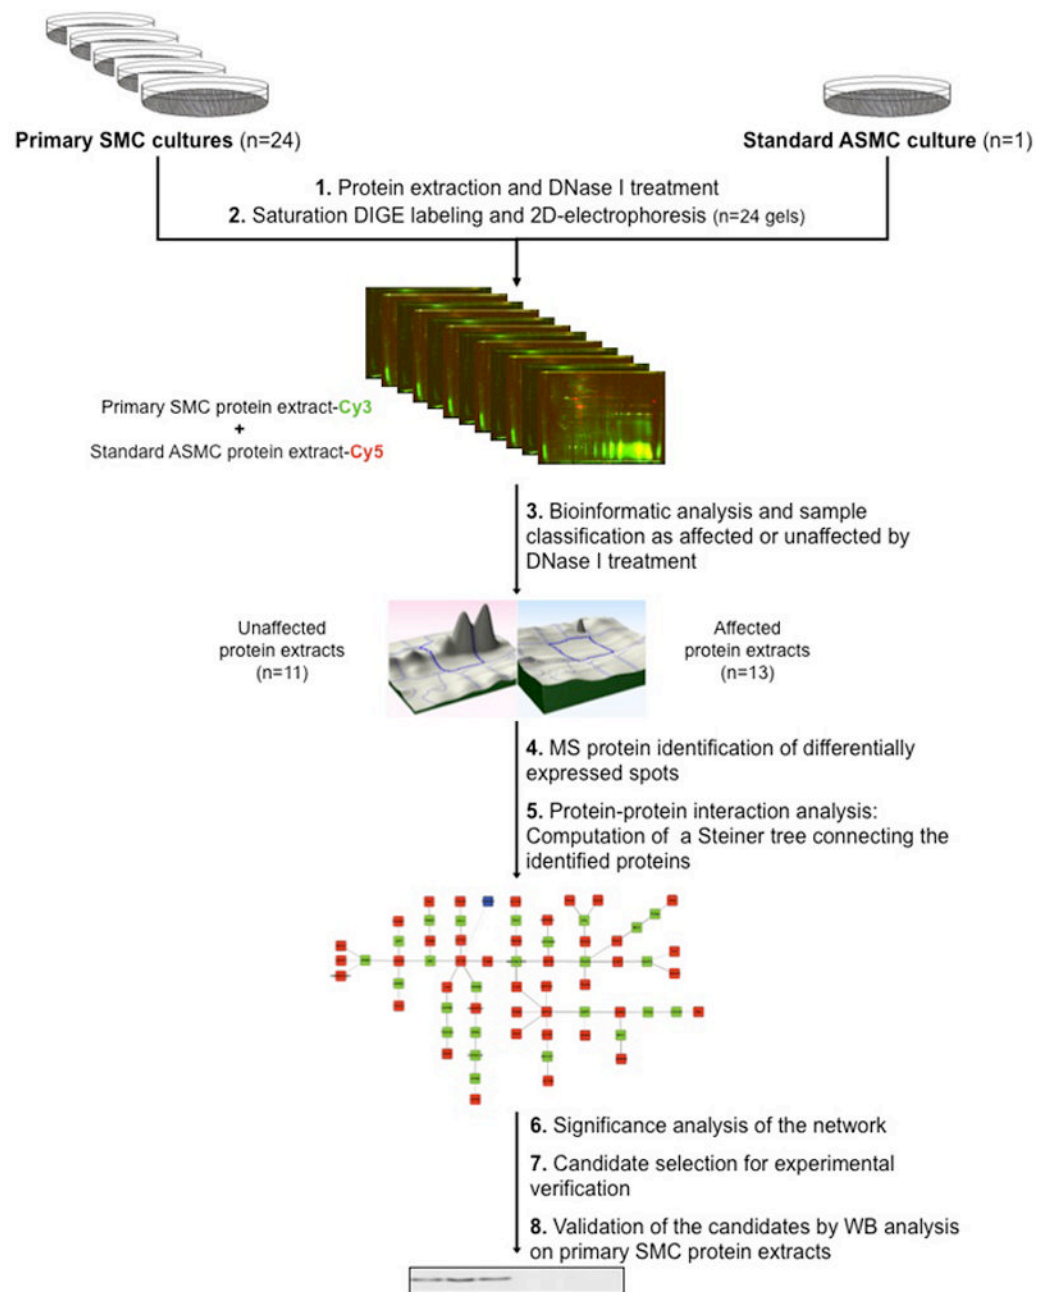 Primary SMC cultures (n=24)
Standard ASMC culture (n=1)
1. Protein extraction and DNase I treatment
2. Saturation DIGE labeling and 2D-electrophoresis (n=24 gels)
Primary SMC protein extract-Cy3
+
Standard ASMC protein extract-Cy5
3. Bioinformatic analysis and sample
classification as affected or unaffected by
DNase I treatment
Unaffected
protein extracts
(n=11)
Affected
protein extracts
(n=13)
4. MS protein identification of differentially
expressed spots
5. Protein-protein interaction analysis:
Computation of a Steiner tree connecting the
identified proteins
6. Significance analysis of the network
7. Candidate selection for experimental
verification
8. Validation of the candidates by WB analysis
on primary SMC protein extracts